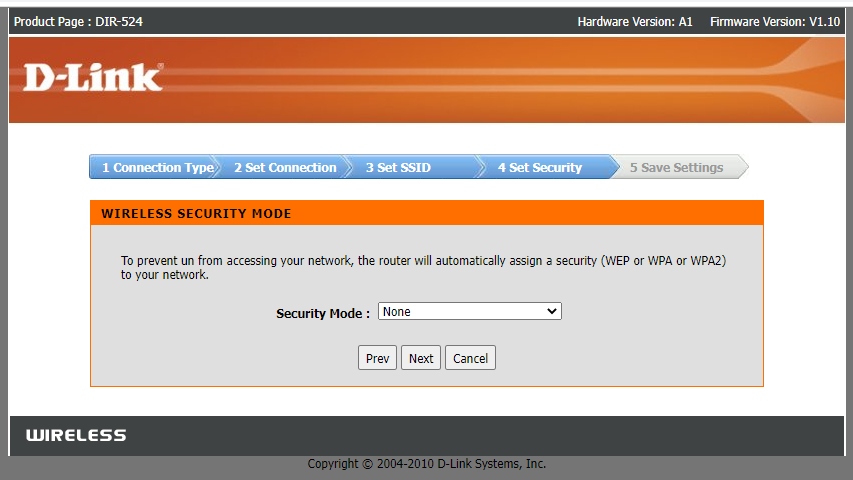 Product Page : DIR-524
Hardware Version: A1 Firmware Version: V1.10
D-Link
1 Connection Type 2 Set Connection 3 Set SSID 4 Set Security 5 Save Settings
WIRELESS SECURITY MODE
To prevent un from accessing your network, the router will automatically assign a security (WEP or WPA or WPA2)
to your network.
Security Mode : None
Prev Next Cancel
WIRELESS
Copyright © 2004-2010 D-Link Systems, Inc.